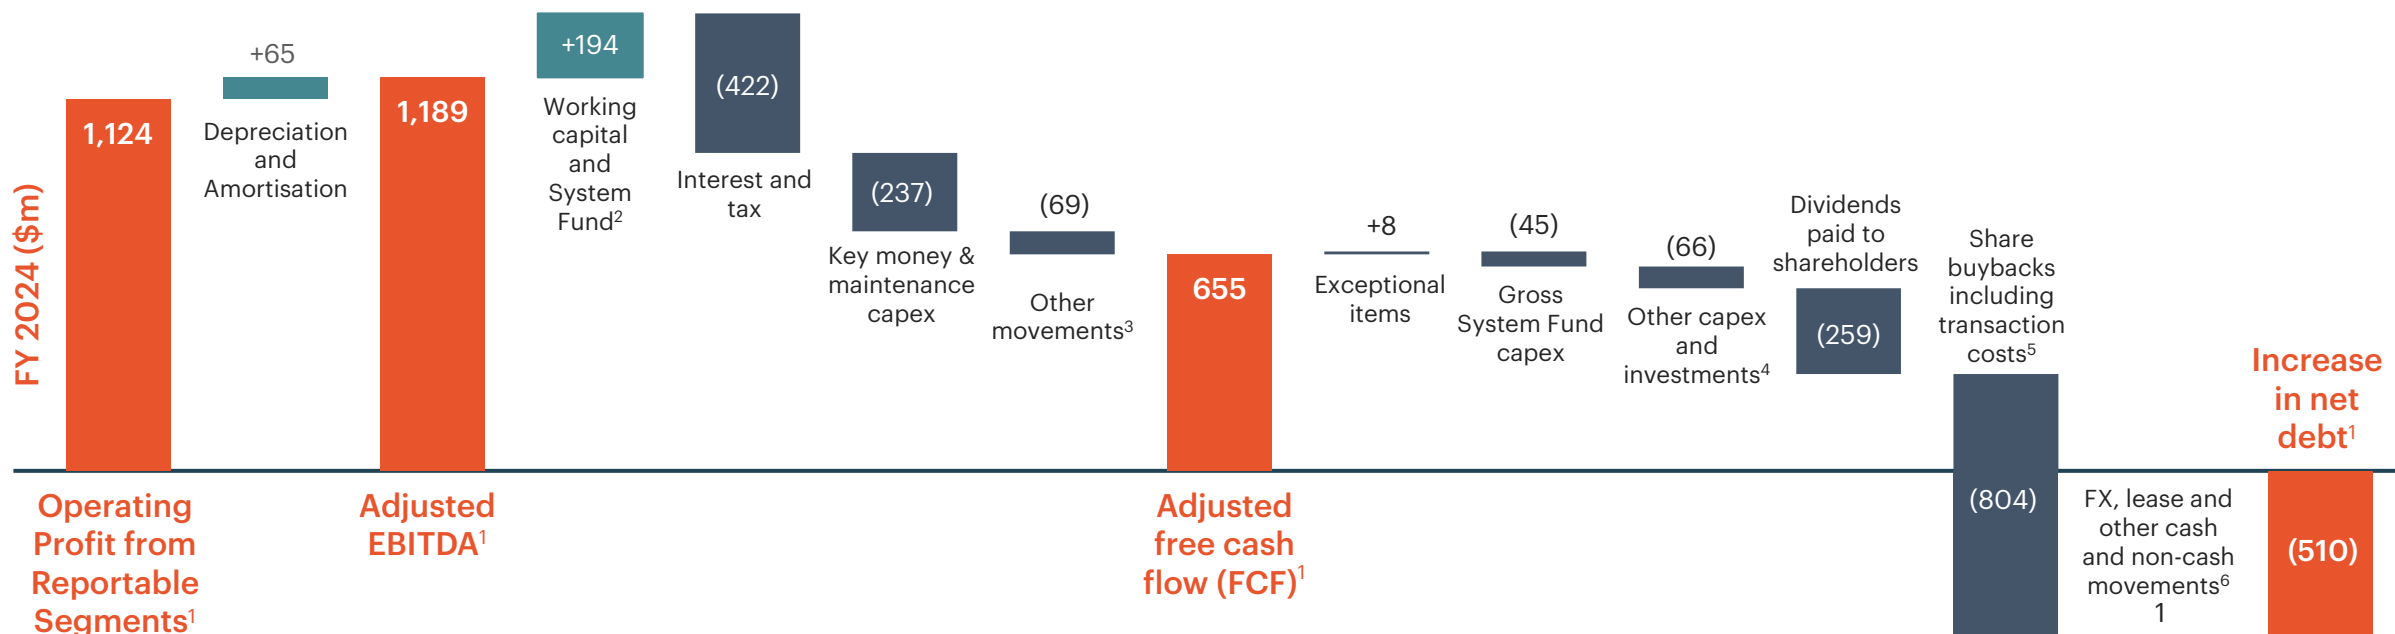 FY 2024 ($m)
1,124
Operating
Profit from
Reportable
Segments¹
+65
Depreciation
and
Amortisation
1,189
Adjusted
EBITDA¹
+194
Working
capital
and
System
Fund²
(422)
Interest and
tax
(237)
Key money &
maintenance
capex
(69)
Other
movements³
655
Adjusted
free cash
flow (FCF)¹
+8
Exceptional
items
(45)
Gross
System Fund
capex
(66)
Other capex
and
investments⁴
Dividends
paid to
shareholders
(259)
Share
buybacks
including
transaction
costs⁵
(804)
FX, lease and
other cash
and non-cash
movements⁶
1
Increase
in net
debt¹
(510)